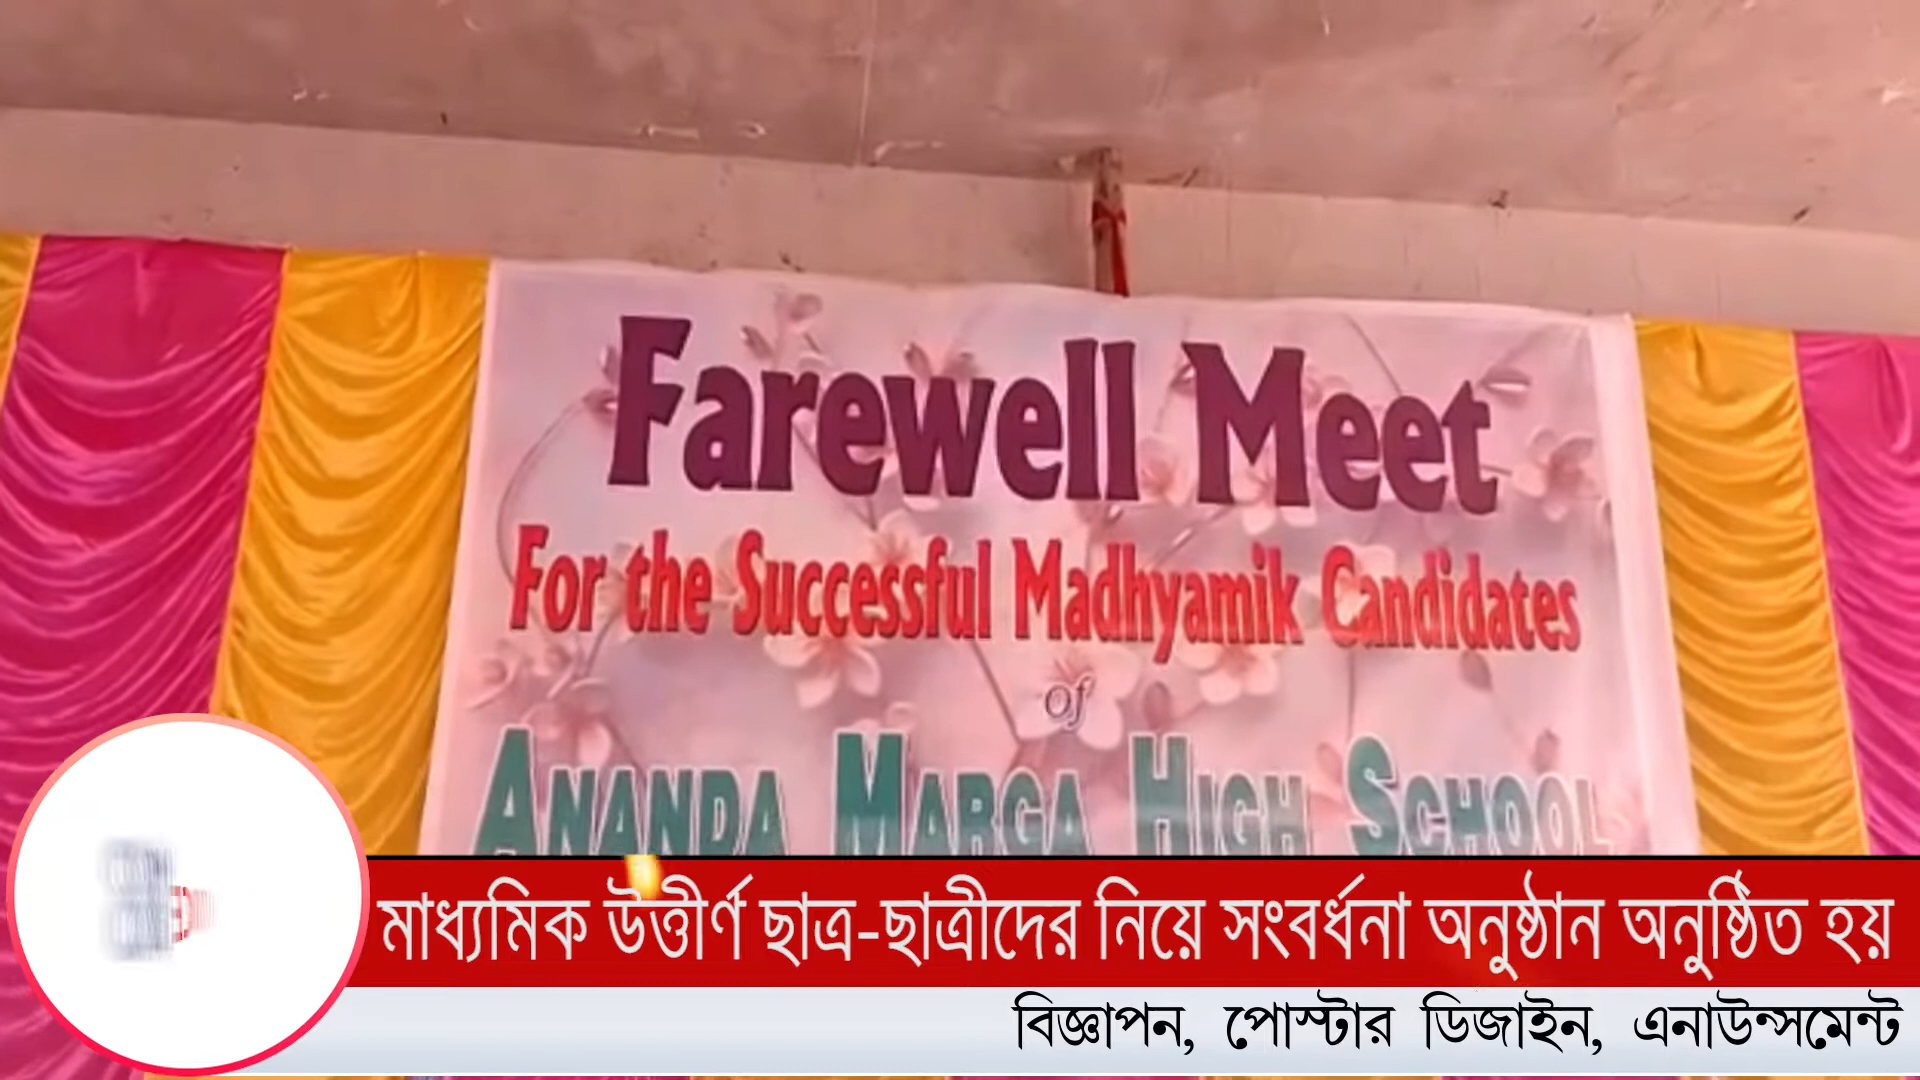 Farewell Meet
For the Successful Madhyamik Candidates
of
ANANDA MARGA HIGH SCHOOL
মাধ্যমিক উত্তীর্ণ ছাত্র-ছাত্রীদের নিয়ে সংবর্ধনা অনুষ্ঠান অনুষ্ঠিত হয়
বিজ্ঞাপন, পোস্টার ডিজাইন, এনাউন্সমেন্ট